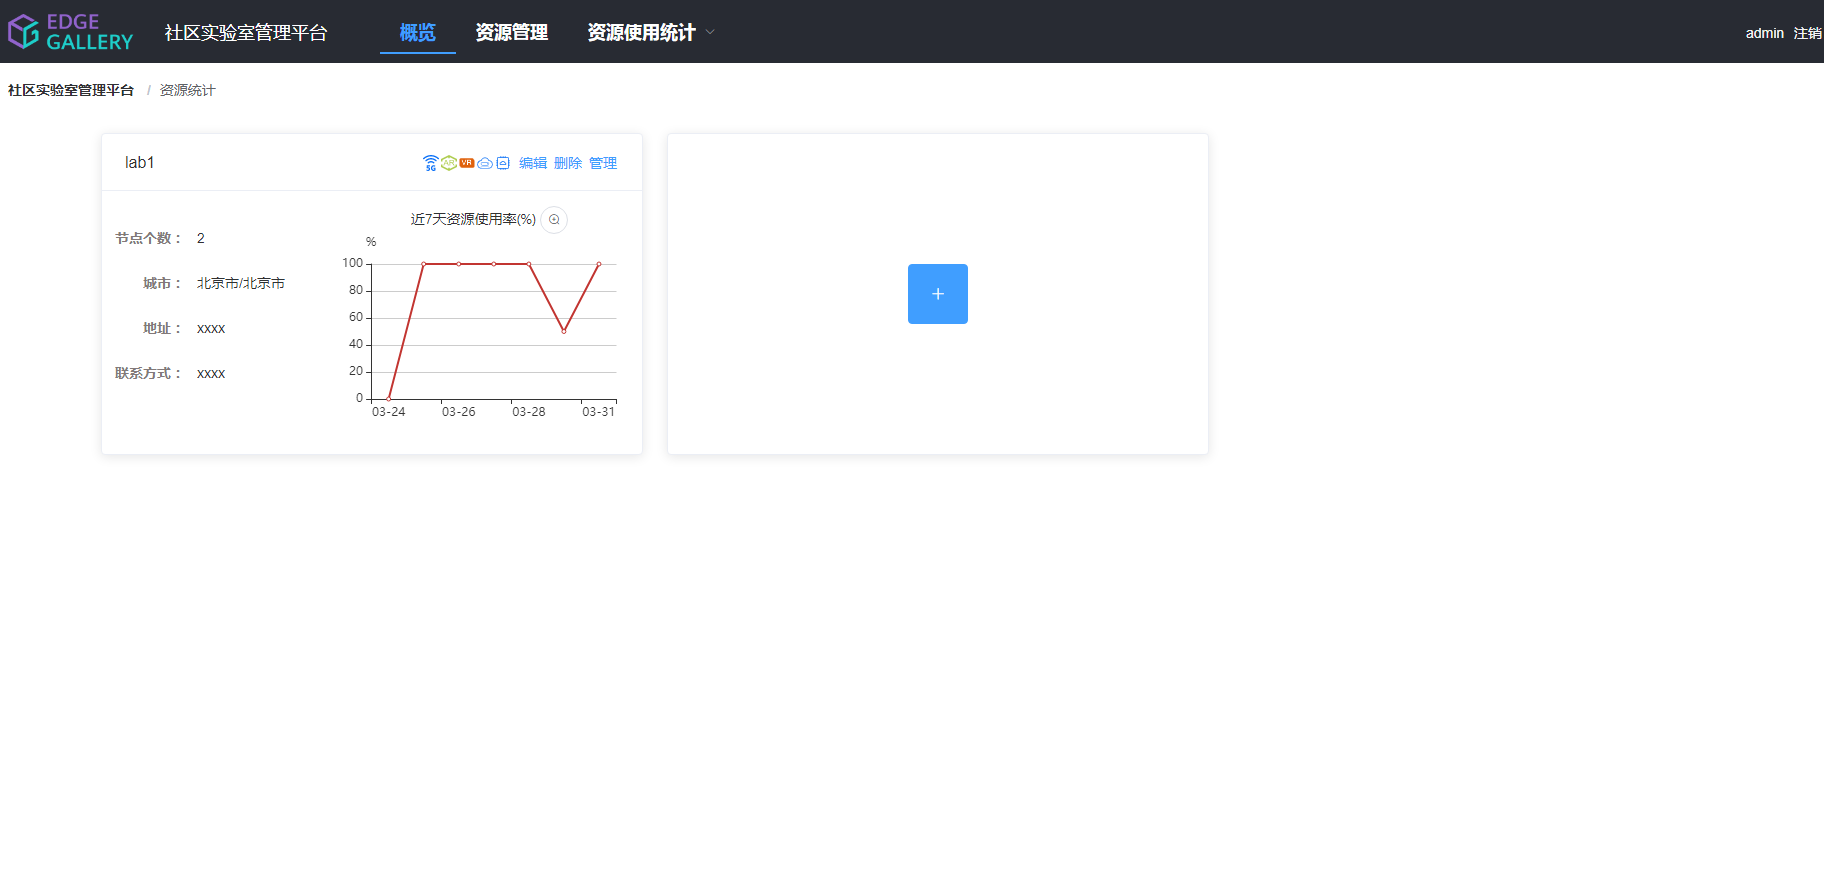 EDGE
GALLERY
社区实验室管理平台 概览 资源管理 资源使用统计 admin 注销
社区实验室管理平台 / 资源统计
lab1 5G AR VR 编辑 删除 管理
近7天资源使用率(%)
节点个数： 2
城市： 北京市/北京市
地址： xxxx
联系方式： xxxx
%
100
80
60
40
20
0
03-24 03-26 03-28 03-31
+